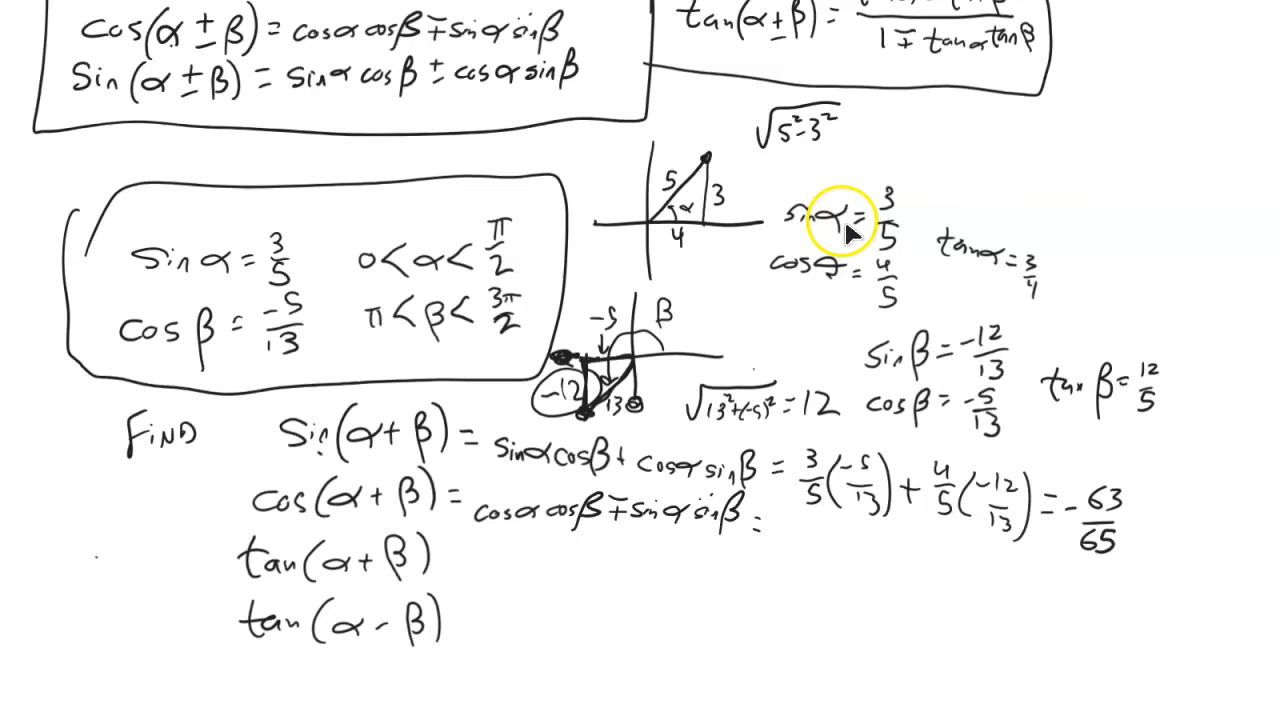 cos(α ± β) = cosα cosβ ∓ sinα sinβ
Sin(α ± β) = Sinα cosβ ± cosα sinβ
tan(α ± β) =
1 ∓ tanα tanβ
√5²-3²
5
3
α
4
sinα = 3/5
cosα = 4/5
tanα = 3/4
Sinα = 3/5 0 < α < π/2
cosβ = -5/13 π < β < 3π/2
-5
β
-12
13
√13²+(-5)² = 12
sinβ = -12/13
cosβ = -5/13
tanβ = 12/5
FIND
Sin(α + β) = sinα cosβ + cosα sinβ = 3/5(-5/13) + 4/5(-12/13) = -63/65
cos(α + β) = cosα cosβ ∓ sinα sinβ =
tan(α + β)
tan(α - β)